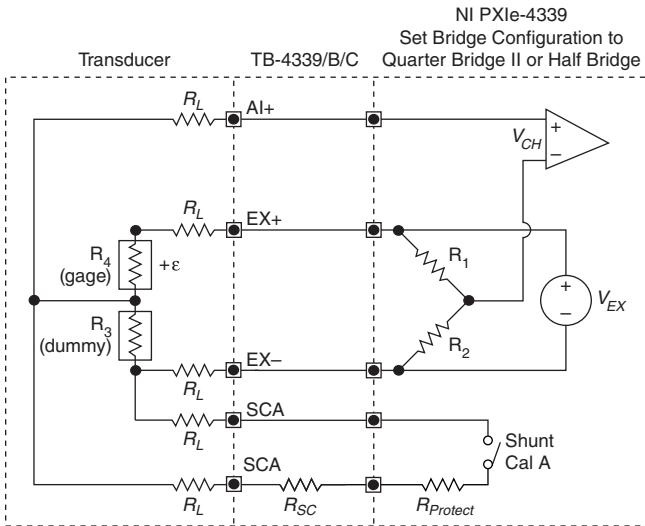 NI PXIe-4339
Set Bridge Configuration to
Quarter Bridge II or Half Bridge
Transducer
TB-4339/B/C
R_L
AI+
V_CH
+
–
R_L
EX+
R_4
(gage)
+ε
R_1
+
–
V_EX
R_3
(dummy)
R_2
EX–
R_L
SCA
R_L
Shunt
Cal A
SCA
R_L
R_SC
R_Protect